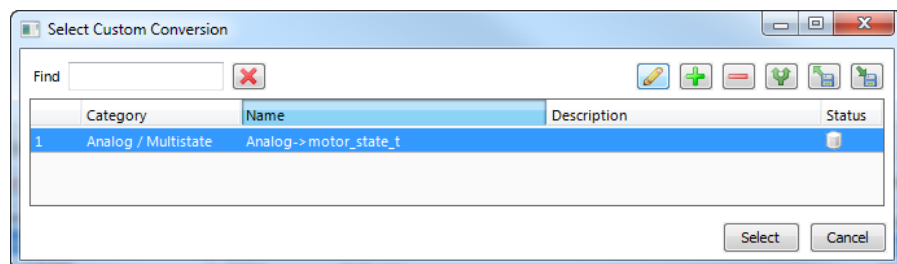 Select Custom Conversion
Find
Category Name Description Status
1 Analog / Multistate Analog->motor_state_t
Select Cancel